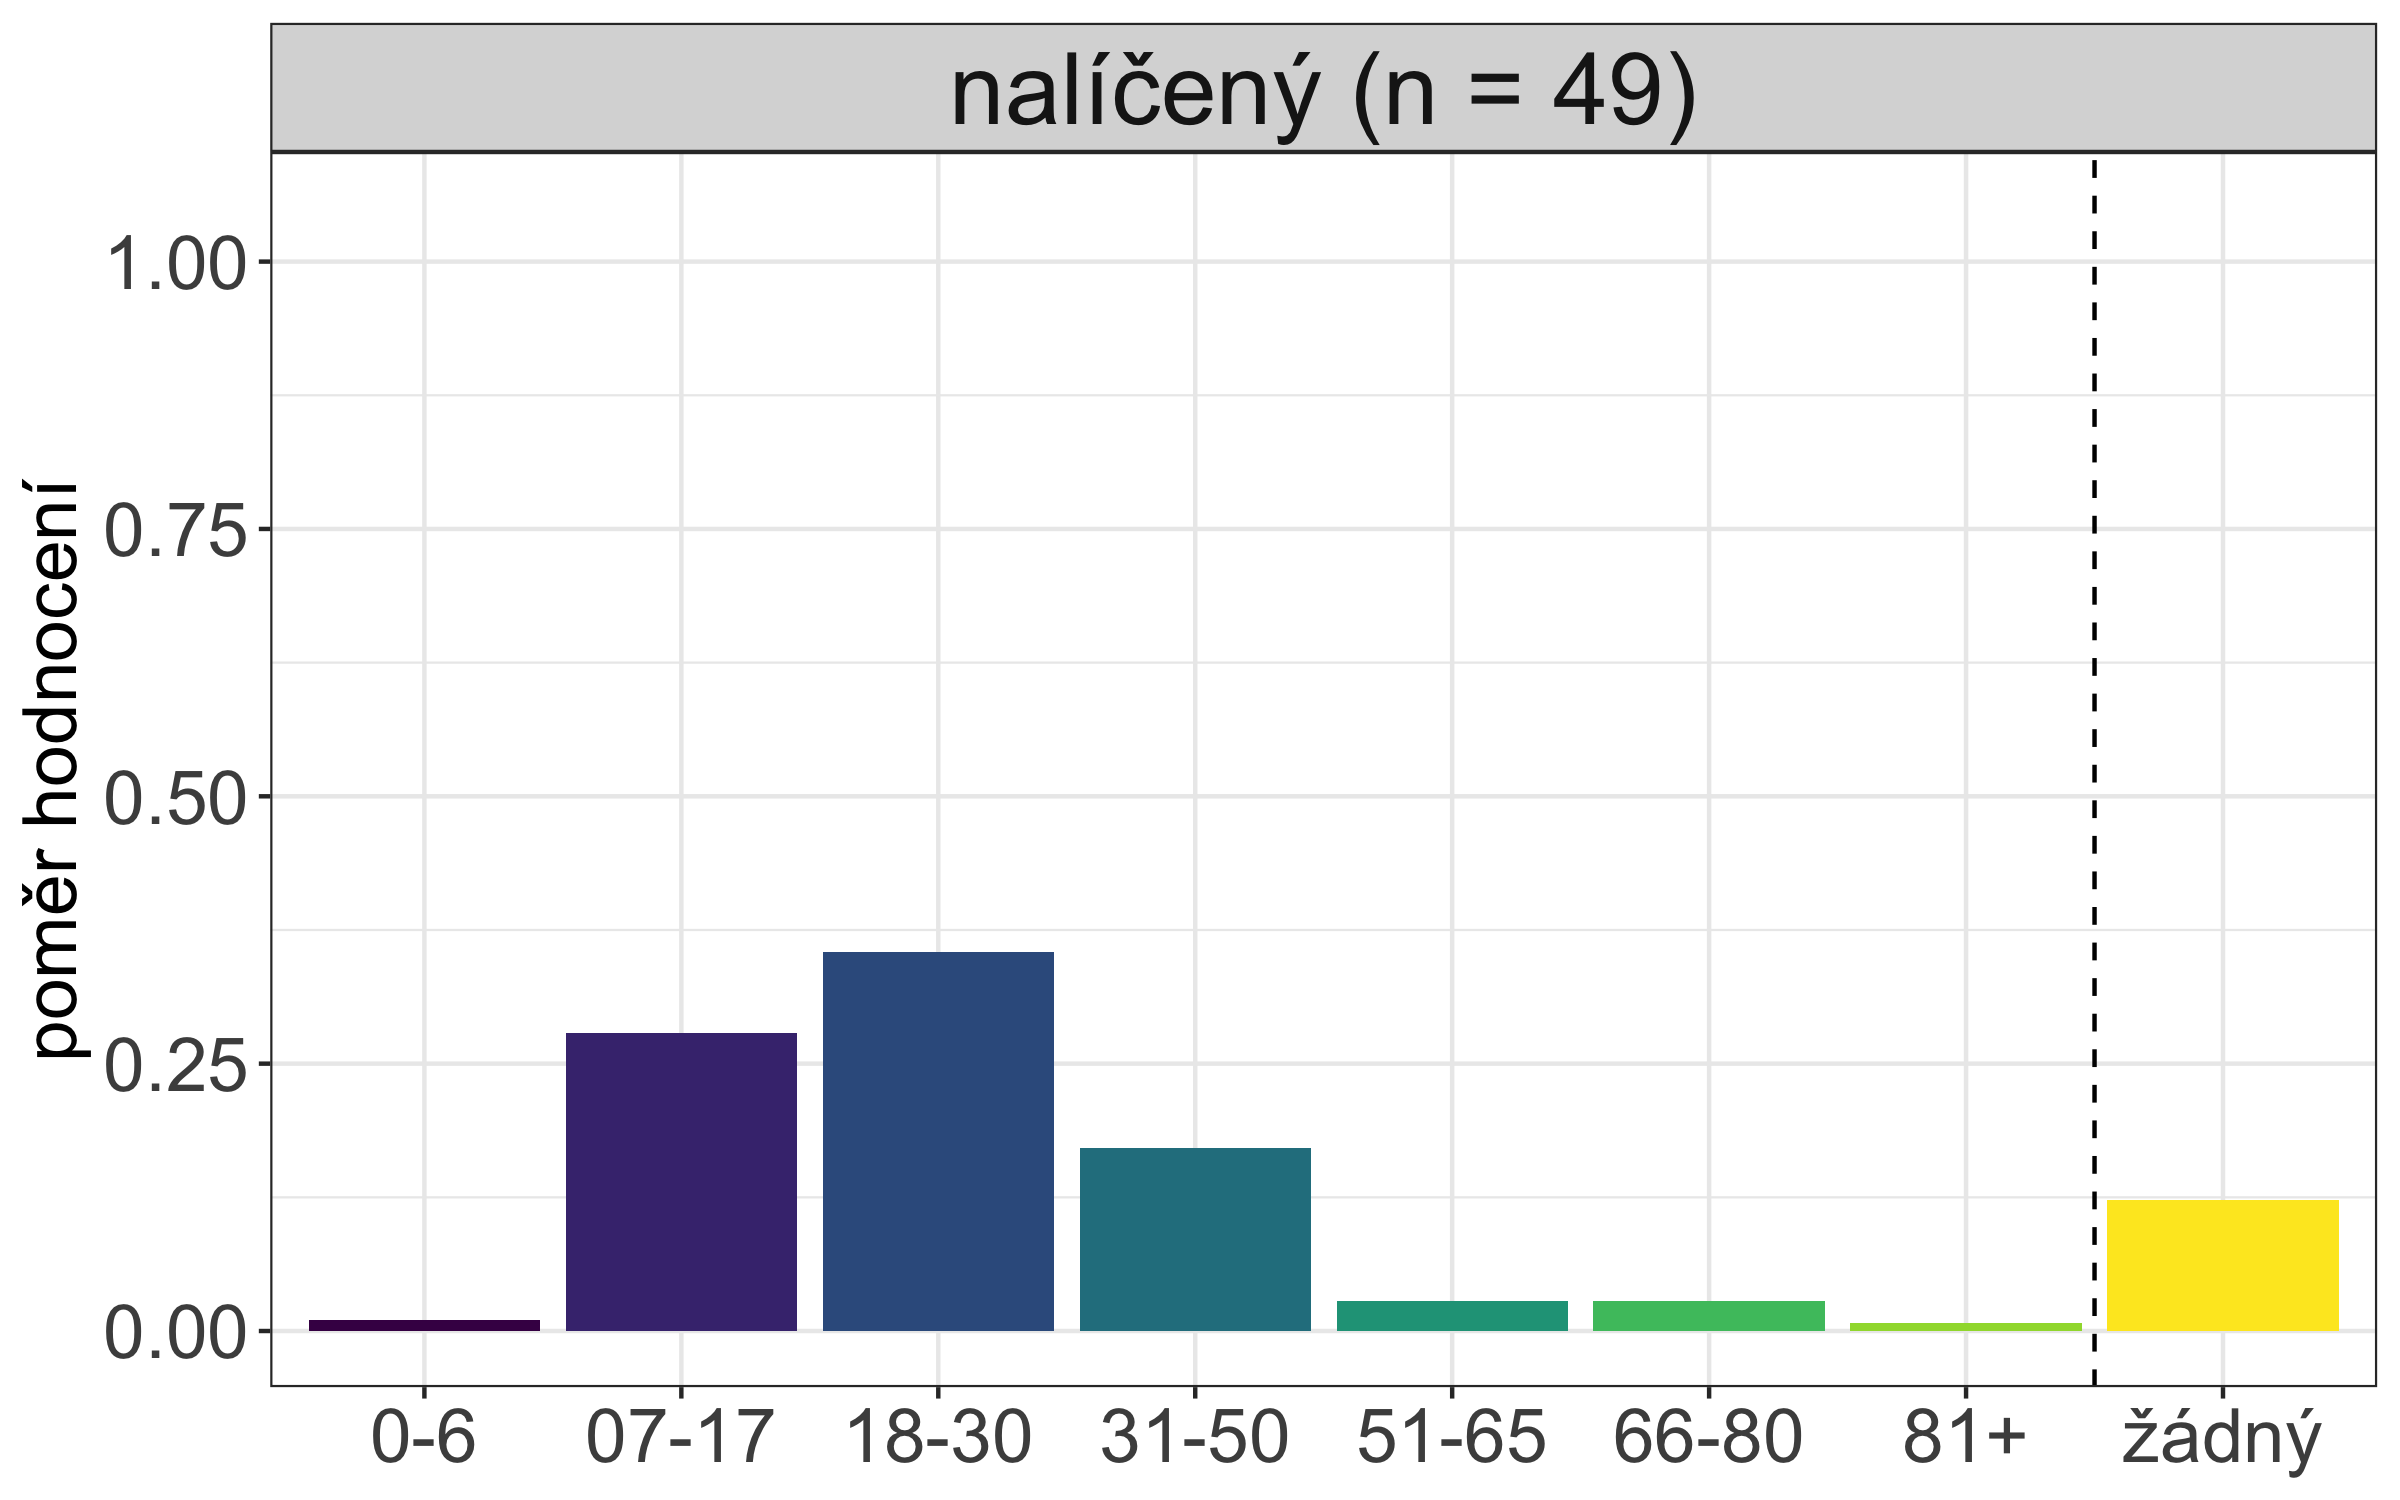 nalíčený (n = 49)
poměr hodnocení
1.00
0.75
0.50
0.25
0.00
0-6 07-17 18-30 31-50 51-65 66-80 81+ žádný